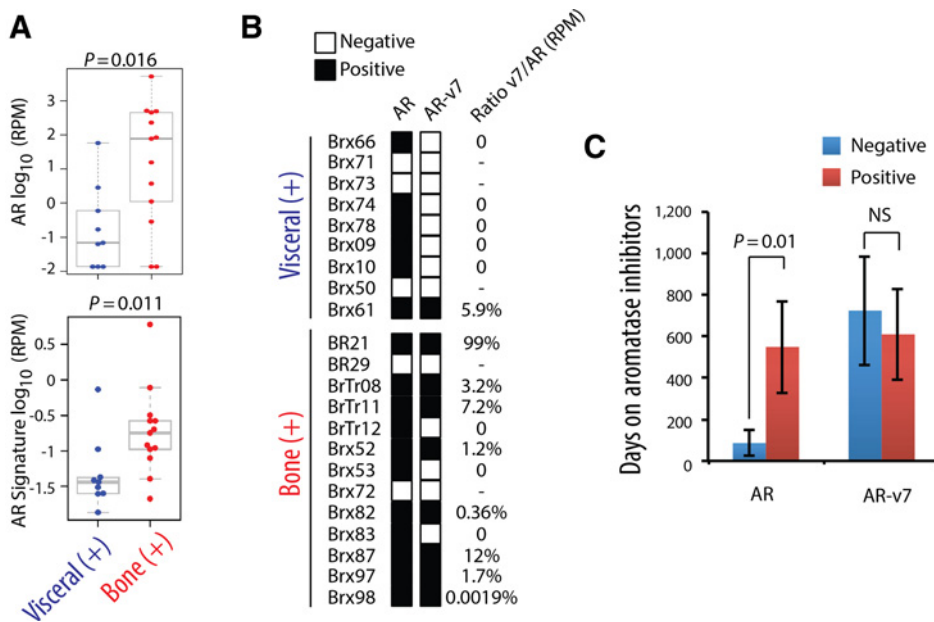 A
P = 0.016
AR log10 (RPM)
3
2
1
0
-1
-2
P = 0.011
AR Signature log10 (RPM)
0.5
0
-0.5
-1
-1.5
Visceral (+)
Bone (+)
B
Negative
Positive
AR
AR-v7
Ratio v7/AR (RPM)
Visceral (+)
Brx66 0
Brx71 -
Brx73 -
Brx74 0
Brx78 0
Brx09 0
Brx10 0
Brx50 -
Brx61 5.9%
Bone (+)
BR21 99%
BR29 -
BrTr08 3.2%
BrTr11 7.2%
BrTr12 0
Brx52 1.2%
Brx53 0
Brx72 -
Brx82 0.36%
Brx83 0
Brx87 12%
Brx97 1.7%
Brx98 0.0019%
C
Negative
Positive
Days on aromatase inhibitors
1,200
1,000
800
600
400
200
0
P = 0.01
NS
AR
AR-v7